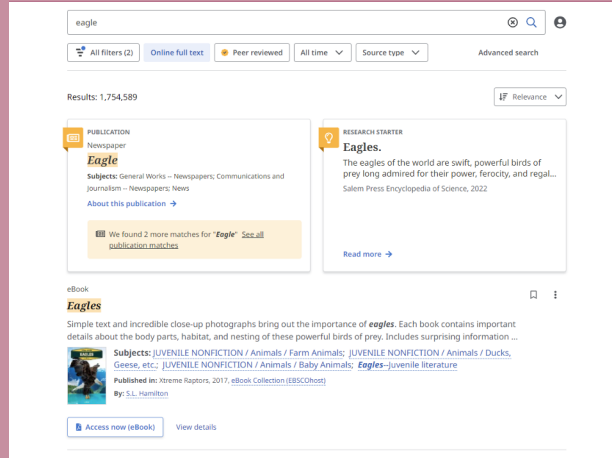 eagle
All filters (2)
Online full text
Peer reviewed
All time
Source type
Advanced search
Results: 1,754,589
Relevance
PUBLICATION
Newspaper
Eagle
Subjects: General Works -- Newspapers; Communications and
Journalism -- Newspapers; News
About this publication →
We found 2 more matches for "Eagle" See all
publication matches
RESEARCH STARTER
Eagles.
The eagles of the world are swift, powerful birds of
prey long admired for their power, ferocity, and regal...
Salem Press Encyclopedia of Science, 2022
Read more →
eBook
Eagles
Simple text and incredible close-up photographs bring out the importance of eagles. Each book contains important
details about the body parts, habitat, and nesting of these powerful birds of prey. Includes surprising information ...
Subjects: JUVENILE NONFICTION / Animals / Farm Animals; JUVENILE NONFICTION / Animals / Ducks,
Geese, etc.; JUVENILE NONFICTION / Animals / Baby Animals; Eagles--Juvenile literature
Published in: Xtreme Raptors, 2017, eBook Collection (EBSCOhost)
By: S.L. Hamilton
Access now (eBook)
View details